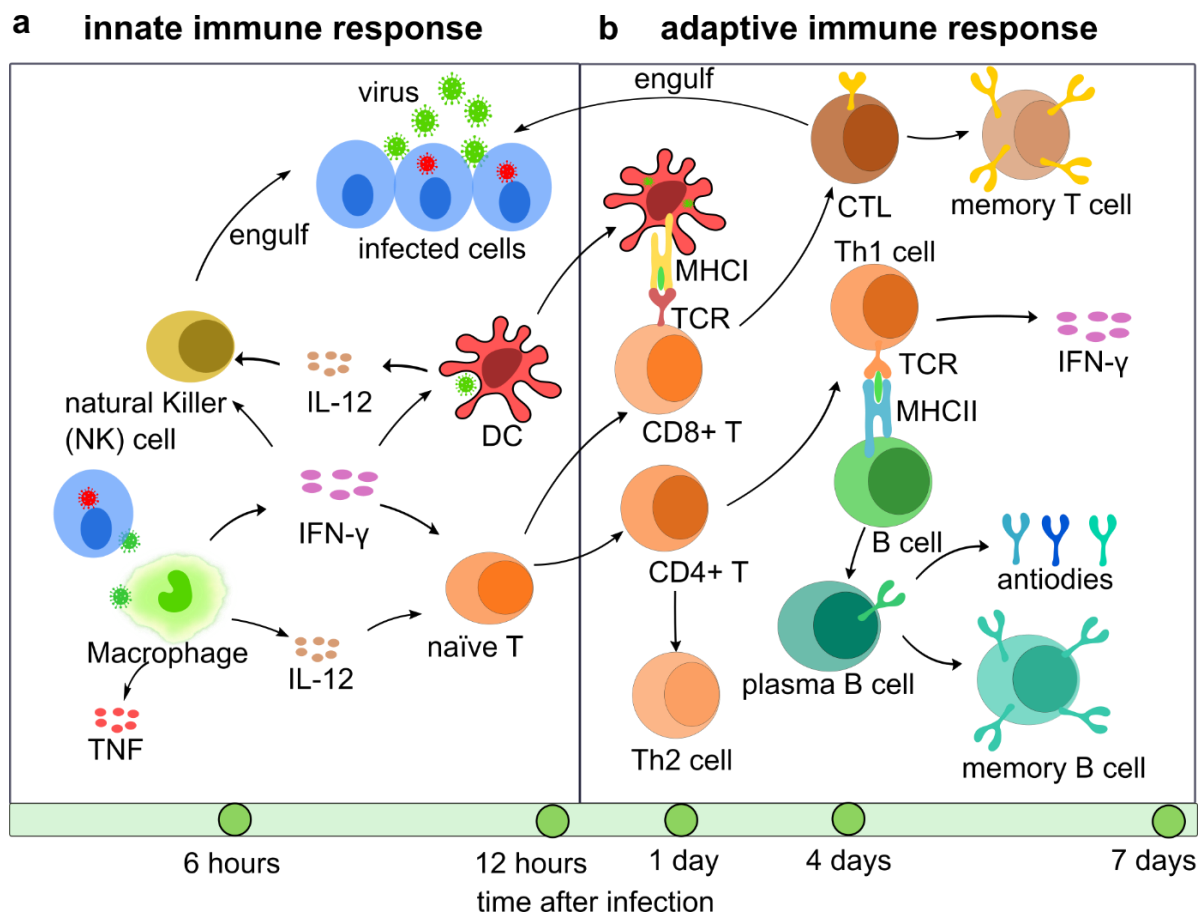 a innate immune response
virus
engulf
infected cells
natural Killer
(NK) cell
IL-12
DC
IFN-γ
Macrophage
IL-12
naïve T
TNF
b adaptive immune response
engulf
CTL
memory T cell
MHCI
TCR
CD8+ T
Th1 cell
TCR
MHCII
IFN-γ
B cell
CD4+ T
antiodies
plasma B cell
Th2 cell
memory B cell
6 hours
12 hours
1 day
4 days
7 days
time after infection